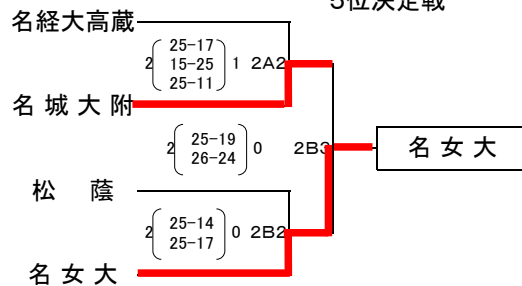 5位決定戦
名経大高蔵
25-17
2 15-25 1 2A2
25-11
名城大附
25-19
2 0 2B3
26-24
名女大
松蔭
25-14
2 0 2B2
25-17
名女大